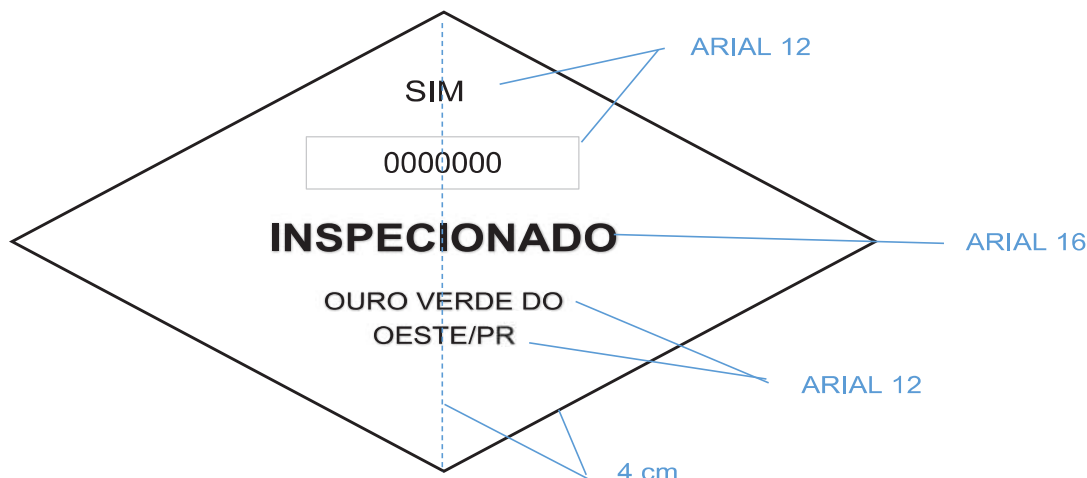 ARIAL 12
SIM
0000000
INSPECIONADO
ARIAL 16
OURO VERDE DO
OESTE/PR
ARIAL 12
4 cm